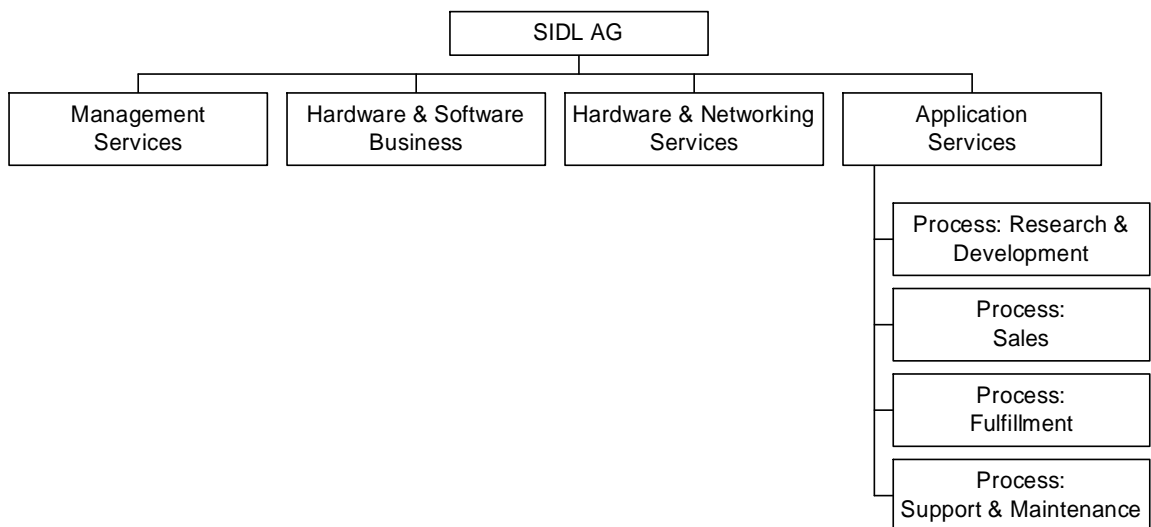 SIDL AG
Management
Services
Hardware & Software
Business
Hardware & Networking
Services
Application
Services
Process: Research &
Development
Process:
Sales
Process:
Fulfillment
Process:
Support & Maintenance